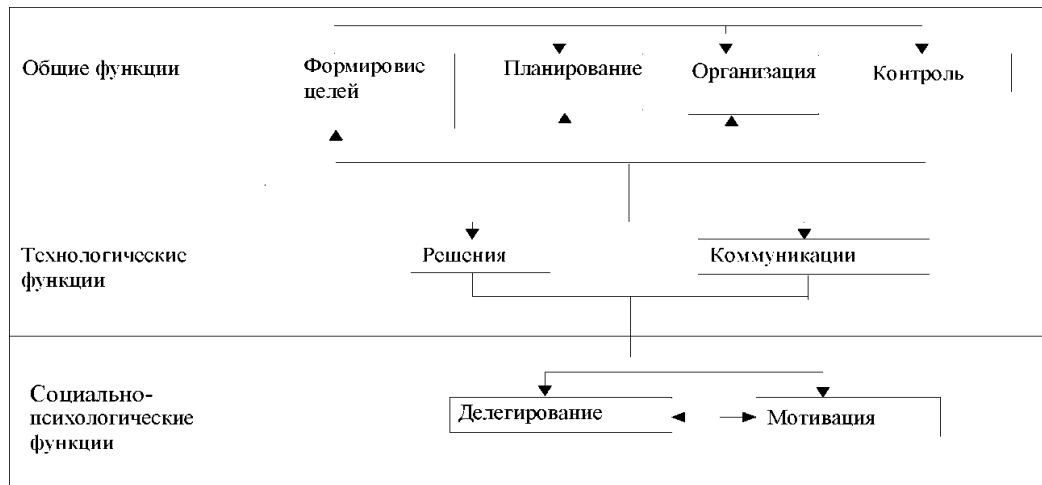 Общие функции
Формировис
целей
Планирование
Организация
Контроль
Технологические
функции
Решения
Коммуникации
Социально-
психологические
функции
Делегирование
Мотивация